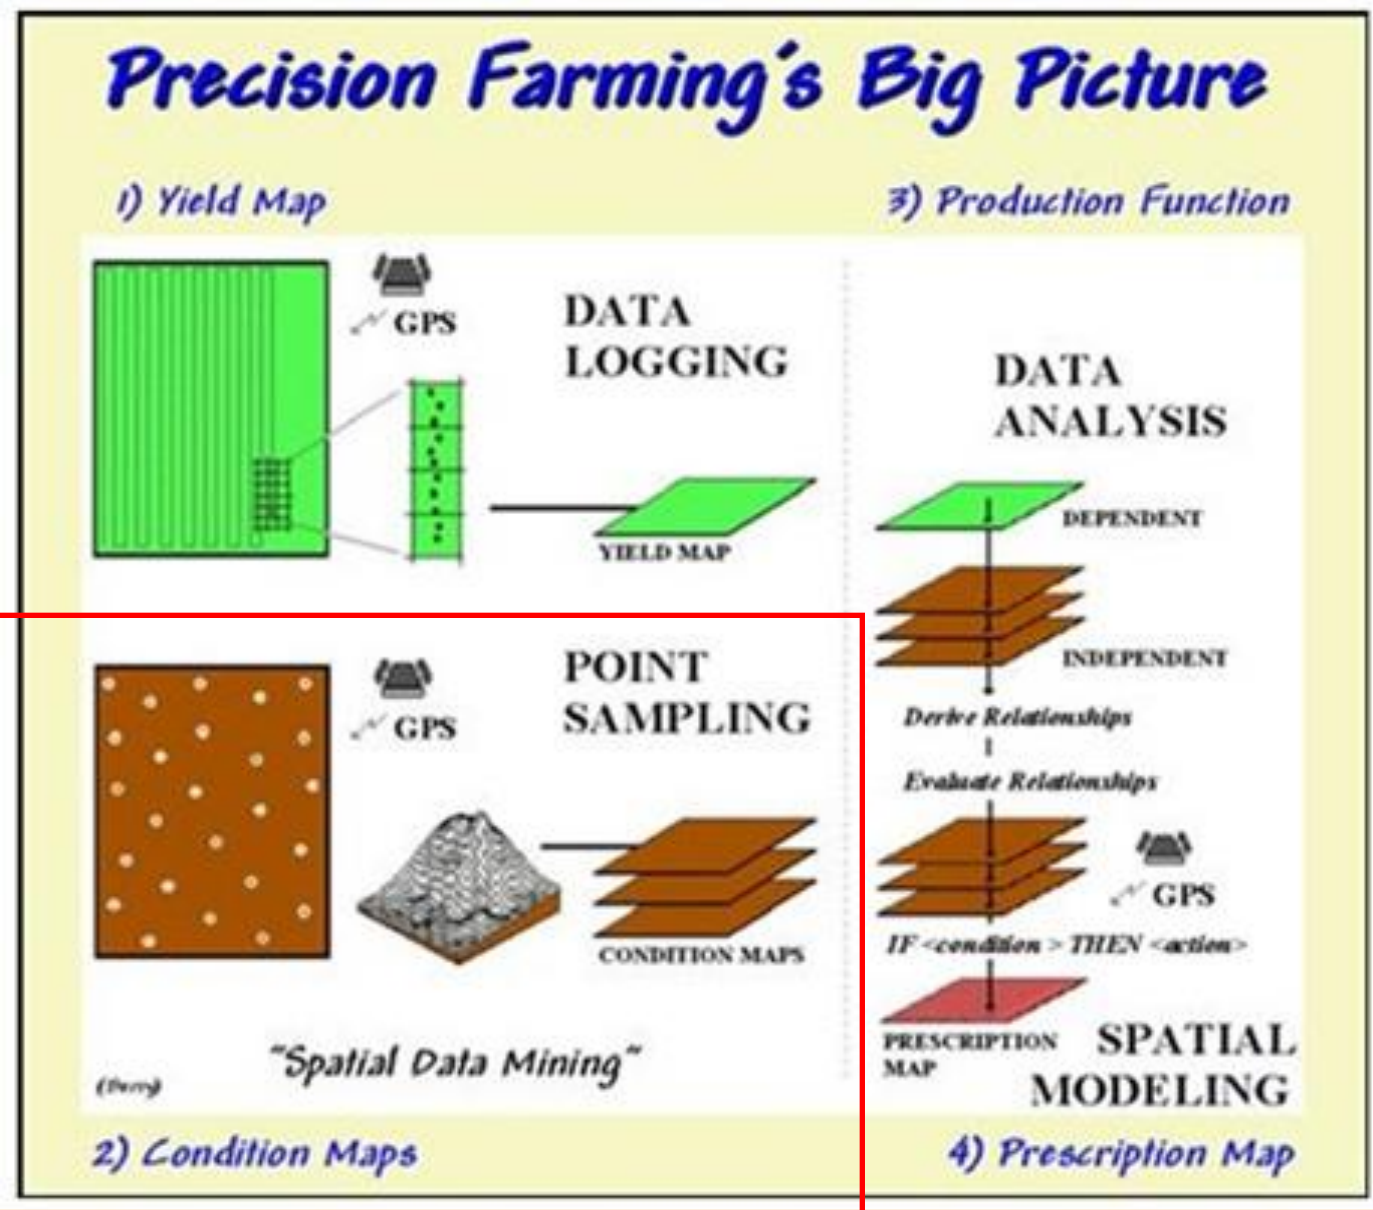 Precision Farming's Big Picture
1) Yield Map
3) Production Function
GPS
DATA
LOGGING
YIELD MAP
DATA
ANALYSIS
DEPENDENT
INDEPENDENT
Derive Relationships
Evaluate Relationships
GPS
POINT
SAMPLING
CONDITION MAPS
GPS
IF <condition > THEN <action>
PRESCRIPTION
MAP
SPATIAL
MODELING
"Spatial Data Mining"
(Berry)
2) Condition Maps
4) Prescription Map